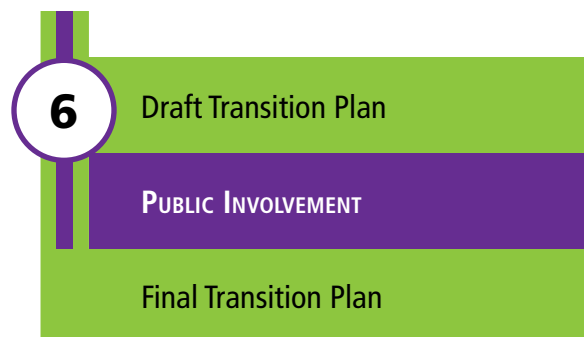 6
Draft Transition Plan
Public Involvement
Final Transition Plan